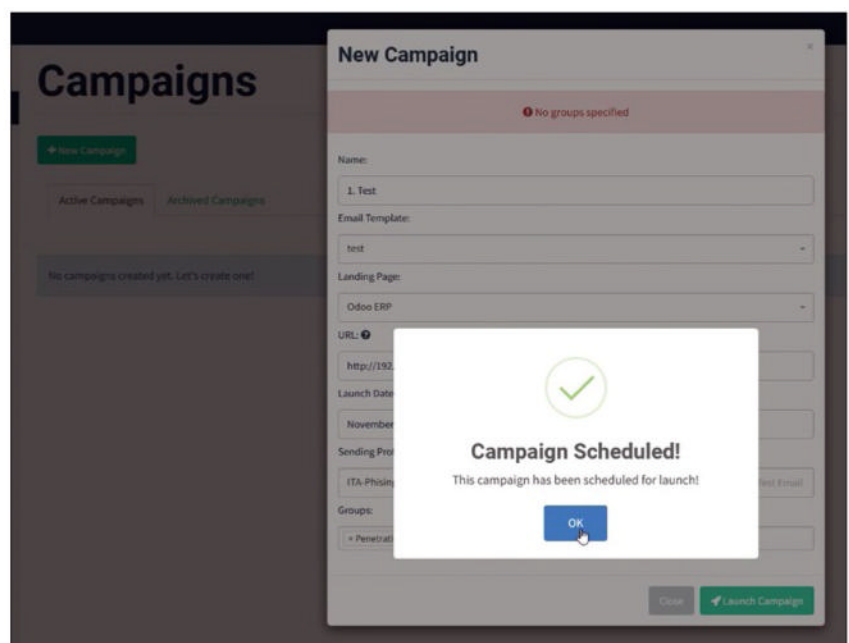 New Campaign
×
Campaigns
No groups specified
+ New Campaign
Name:
1. Test
Active Campaigns Archived Campaigns
Email Template:
test
No campaigns created yet. Let's create one!
Landing Page:
Odoo ERP
URL:
http://192.
Launch Date
November
Sending Pro
ITA-Phising
Test Email
Groups:
× Penetrati
Campaign Scheduled!
This campaign has been scheduled for launch!
OK
Close
Launch Campaign